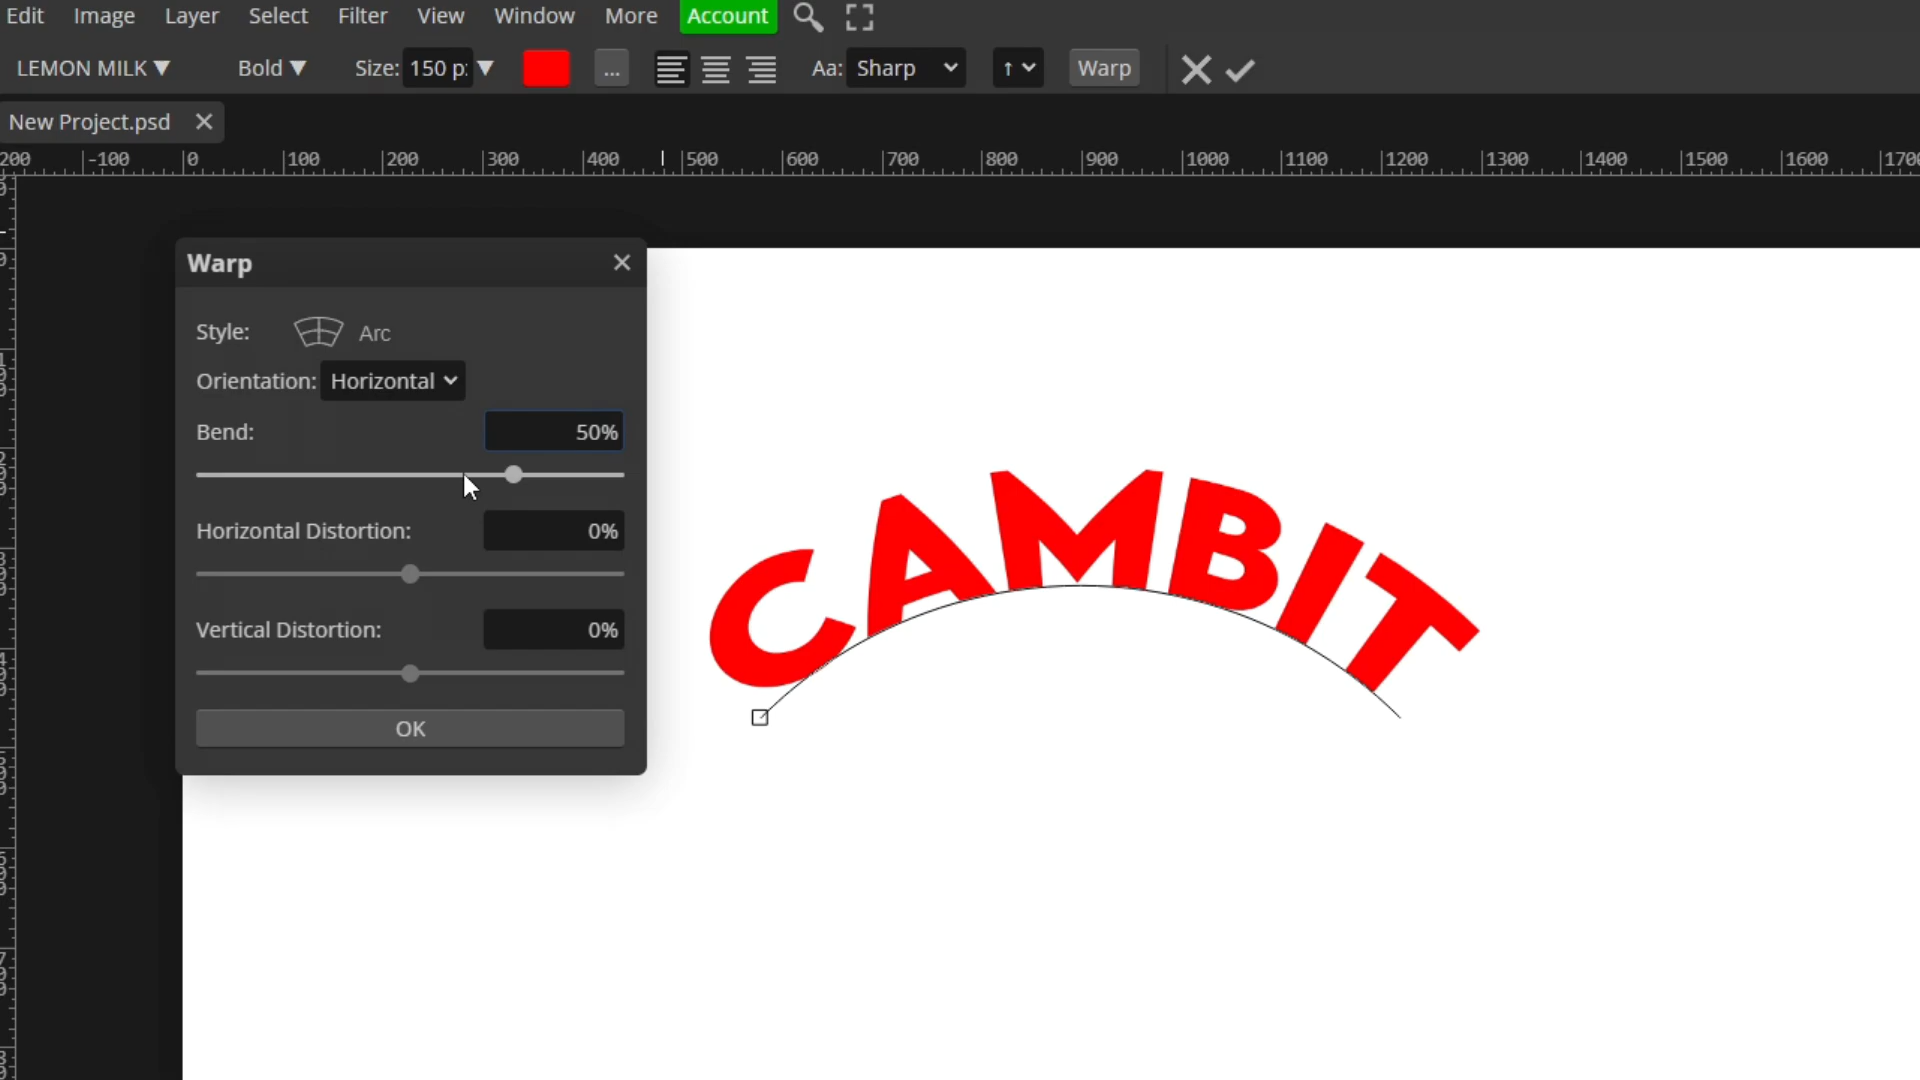 Edit Image Layer Select Filter View Window More Account
LEMON MILK ▼ Bold ▼ Size: 150 p ▼ ... Aa: Sharp ↑ Warp
New Project.psd
200 -100 0 100 200 300 400 500 600 700 800 900 1000 1100 1200 1300 1400 1500 1600 1700
Warp
Style: Arc
Orientation: Horizontal
Bend: 50%
Horizontal Distortion: 0%
Vertical Distortion: 0%
OK
CAMBIT